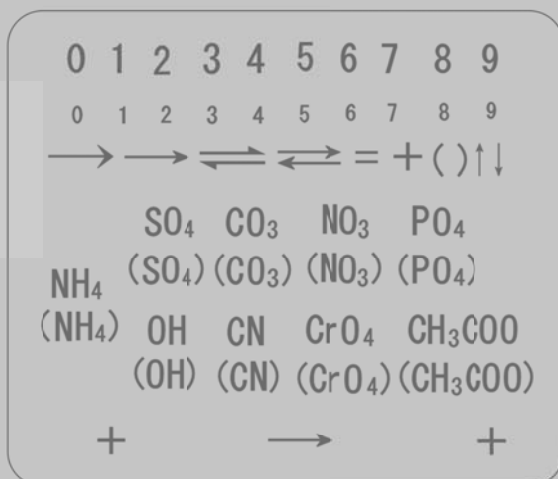 0 1 2 3 4 5 6 7 8 9
0 1 2 3 4 5 6 7 8 9
→ → ⇌ ⇌ = + ( ) ↑ ↓
SO₄ CO₃ NO₃ PO₄
(SO₄) (CO₃) (NO₃) (PO₄)
NH₄
(NH₄) OH CN CrO₄ CH₃COO
(OH) (CN) (CrO₄) (CH₃COO)
+ → +